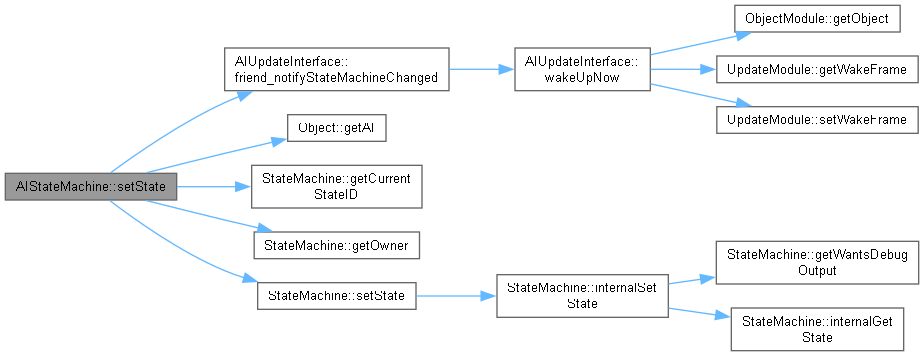 AIStateMachine::setState
AIUpdateInterface::
friend_notifyStateMachineChanged
AIUpdateInterface::
wakeUpNow
ObjectModule::getObject
UpdateModule::getWakeFrame
UpdateModule::setWakeFrame
Object::getAI
StateMachine::getCurrent
StateID
StateMachine::getOwner
StateMachine::setState
StateMachine::internalSet
State
StateMachine::getWantsDebug
Output
StateMachine::internalGet
State